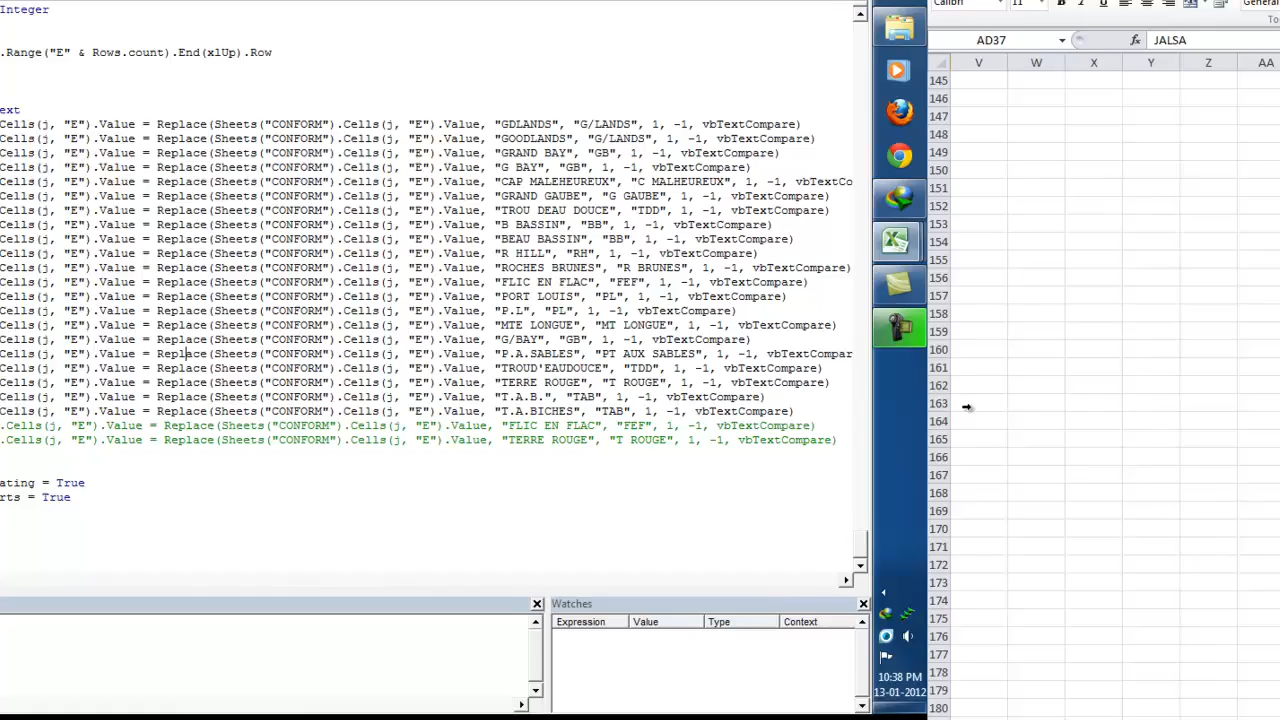 Integer
.Range("E" & Rows.count).End(xlUp).Row
ext
Cells(j, "E").Value = Replace(Sheets("CONFORM").Cells(j, "E").Value, "GDLANDS", "G/LANDS", 1, -1, vbTextCompare)
Cells(j, "E").Value = Replace(Sheets("CONFORM").Cells(j, "E").Value, "GOODLANDS", "G/LANDS", 1, -1, vbTextCompare)
Cells(j, "E").Value = Replace(Sheets("CONFORM").Cells(j, "E").Value, "GRAND BAY", "GB", 1, -1, vbTextCompare)
Cells(j, "E").Value = Replace(Sheets("CONFORM").Cells(j, "E").Value, "G BAY", "GB", 1, -1, vbTextCompare)
Cells(j, "E").Value = Replace(Sheets("CONFORM").Cells(j, "E").Value, "CAP MALEHEUREUX", "C MALHEUREUX", 1, -1, vbTextCo
Cells(j, "E").Value = Replace(Sheets("CONFORM").Cells(j, "E").Value, "GRAND GAUBE", "G GAUBE", 1, -1, vbTextCompare)
Cells(j, "E").Value = Replace(Sheets("CONFORM").Cells(j, "E").Value, "TROU DEAU DOUCE", "TDD", 1, -1, vbTextCompare)
Cells(j, "E").Value = Replace(Sheets("CONFORM").Cells(j, "E").Value, "B BASSIN", "BB", 1, -1, vbTextCompare)
Cells(j, "E").Value = Replace(Sheets("CONFORM").Cells(j, "E").Value, "BEAU BASSIN", "BB", 1, -1, vbTextCompare)
Cells(j, "E").Value = Replace(Sheets("CONFORM").Cells(j, "E").Value, "R HILL", "RH", 1, -1, vbTextCompare)
Cells(j, "E").Value = Replace(Sheets("CONFORM").Cells(j, "E").Value, "ROCHES BRUNES", "R BRUNES", 1, -1, vbTextCompare)
Cells(j, "E").Value = Replace(Sheets("CONFORM").Cells(j, "E").Value, "FLIC EN FLAC", "FEF", 1, -1, vbTextCompare)
Cells(j, "E").Value = Replace(Sheets("CONFORM").Cells(j, "E").Value, "PORT LOUIS", "PL", 1, -1, vbTextCompare)
Cells(j, "E").Value = Replace(Sheets("CONFORM").Cells(j, "E").Value, "P.L", "PL", 1, -1, vbTextCompare)
Cells(j, "E").Value = Replace(Sheets("CONFORM").Cells(j, "E").Value, "MTE LONGUE", "MT LONGUE", 1, -1, vbTextCompare)
Cells(j, "E").Value = Replace(Sheets("CONFORM").Cells(j, "E").Value, "G/BAY", "GB", 1, -1, vbTextCompare)
Cells(j, "E").Value = Replace(Sheets("CONFORM").Cells(j, "E").Value, "P.A.SABLES", "PT AUX SABLES", 1, -1, vbTextCompar
Cells(j, "E").Value = Replace(Sheets("CONFORM").Cells(j, "E").Value, "TROUD'EAUDOUCE", "TDD", 1, -1, vbTextCompare)
Cells(j, "E").Value = Replace(Sheets("CONFORM").Cells(j, "E").Value, "TERRE ROUGE", "T ROUGE", 1, -1, vbTextCompare)
Cells(j, "E").Value = Replace(Sheets("CONFORM").Cells(j, "E").Value, "T.A.B.", "TAB", 1, -1, vbTextCompare)
Cells(j, "E").Value = Replace(Sheets("CONFORM").Cells(j, "E").Value, "T.A.BICHES", "TAB", 1, -1, vbTextCompare)
.Cells(j, "E").Value = Replace(Sheets("CONFORM").Cells(j, "E").Value, "FLIC EN FLAC", "FEF", 1, -1, vbTextCompare)
.Cells(j, "E").Value = Replace(Sheets("CONFORM").Cells(j, "E").Value, "TERRE ROUGE", "T ROUGE", 1, -1, vbTextCompare)
ating = True
rts = True
Watches
Expression Value Type Context
10:38 PM
13-01-2012
Calibri 11 B I U General
To
AD37 fx JALSA
V W X Y Z AA
145
146
147
148
149
150
151
152
153
154
155
156
157
158
159
160
161
162
163
164
165
166
167
168
169
170
171
172
173
174
175
176
177
178
179
180